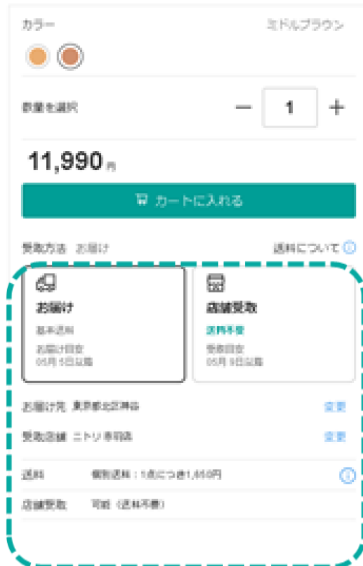 カラー ミドルブラウン
数量を選択 1
11,990円
カートに入れる
受取方法 お届け 送料について
お届け 店舗受取
基本送料 送料不要
お届け目安 受取目安
05月5日以降 05月9日以降
お届け先 東京都北区神谷 変更
受取店舗 ニトリ赤羽店 変更
送料 個別送料：1点につき1,650円
店舗受取 可能（送料不要）